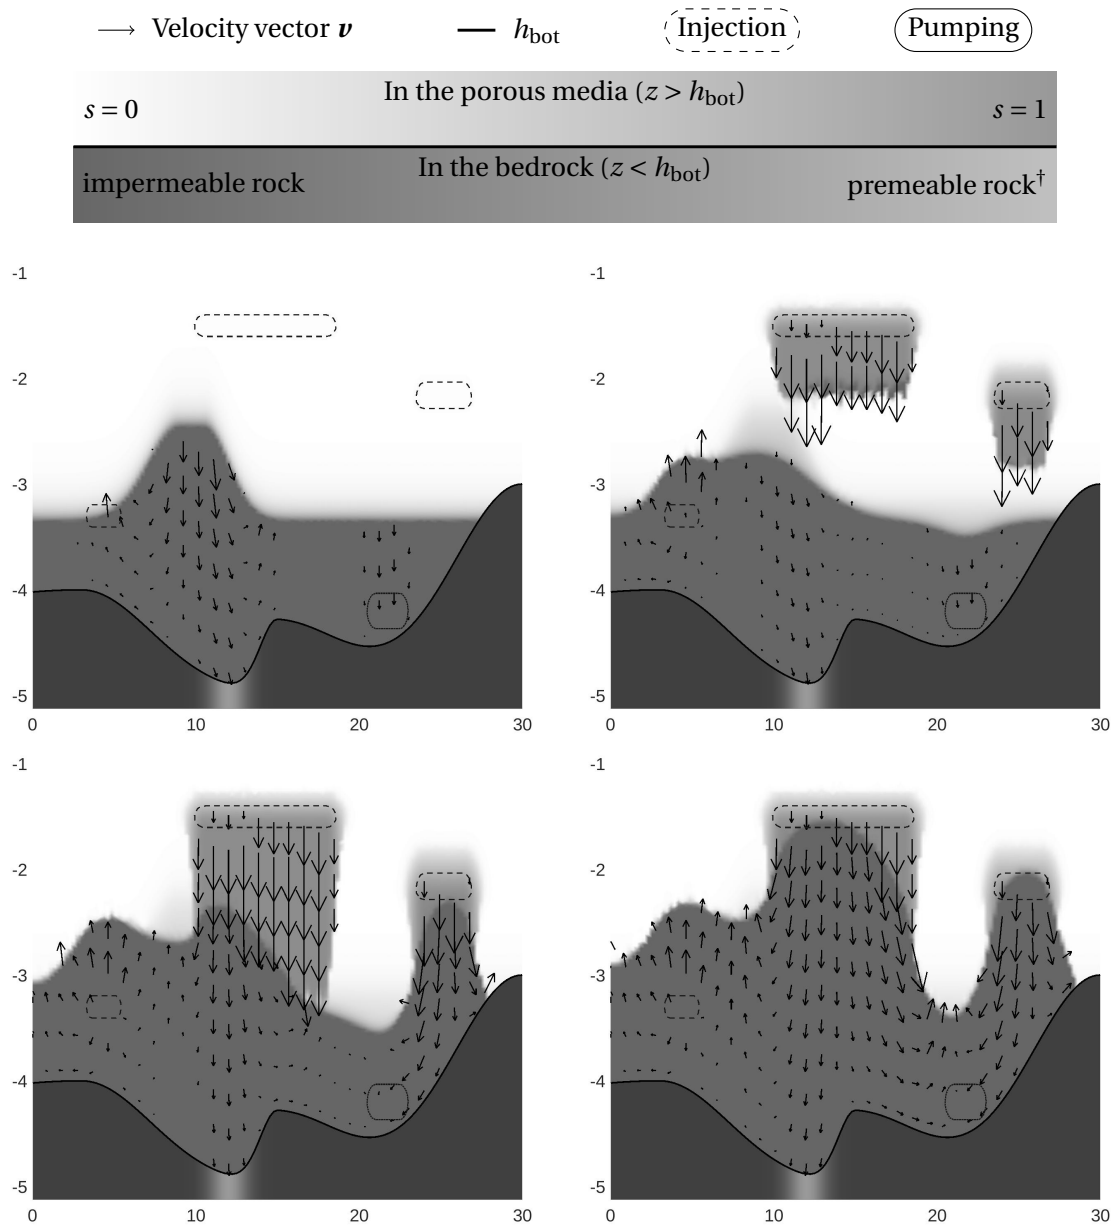 Velocity vector v h_bot Injection Pumping
In the porous media (z > h_bot)
s = 0 s = 1
In the bedrock (z < h_bot)
impermeable rock premeable rock†
-1 -1
-2 -2
-3 -3
-4 -4
-5 -5
0 10 20 30 0 10 20 30
-1 -1
-2 -2
-3 -3
-4 -4
-5 -5
0 10 20 30 0 10 20 30